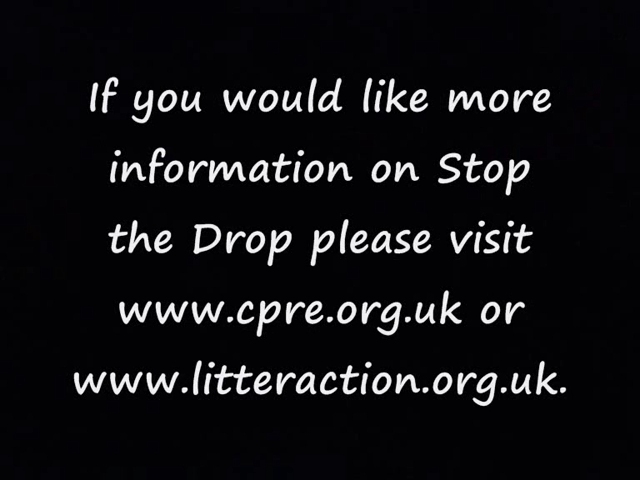 If you would like more
information on Stop
the Drop please visit
www.cpre.org.uk or
www.litteraction.org.uk.